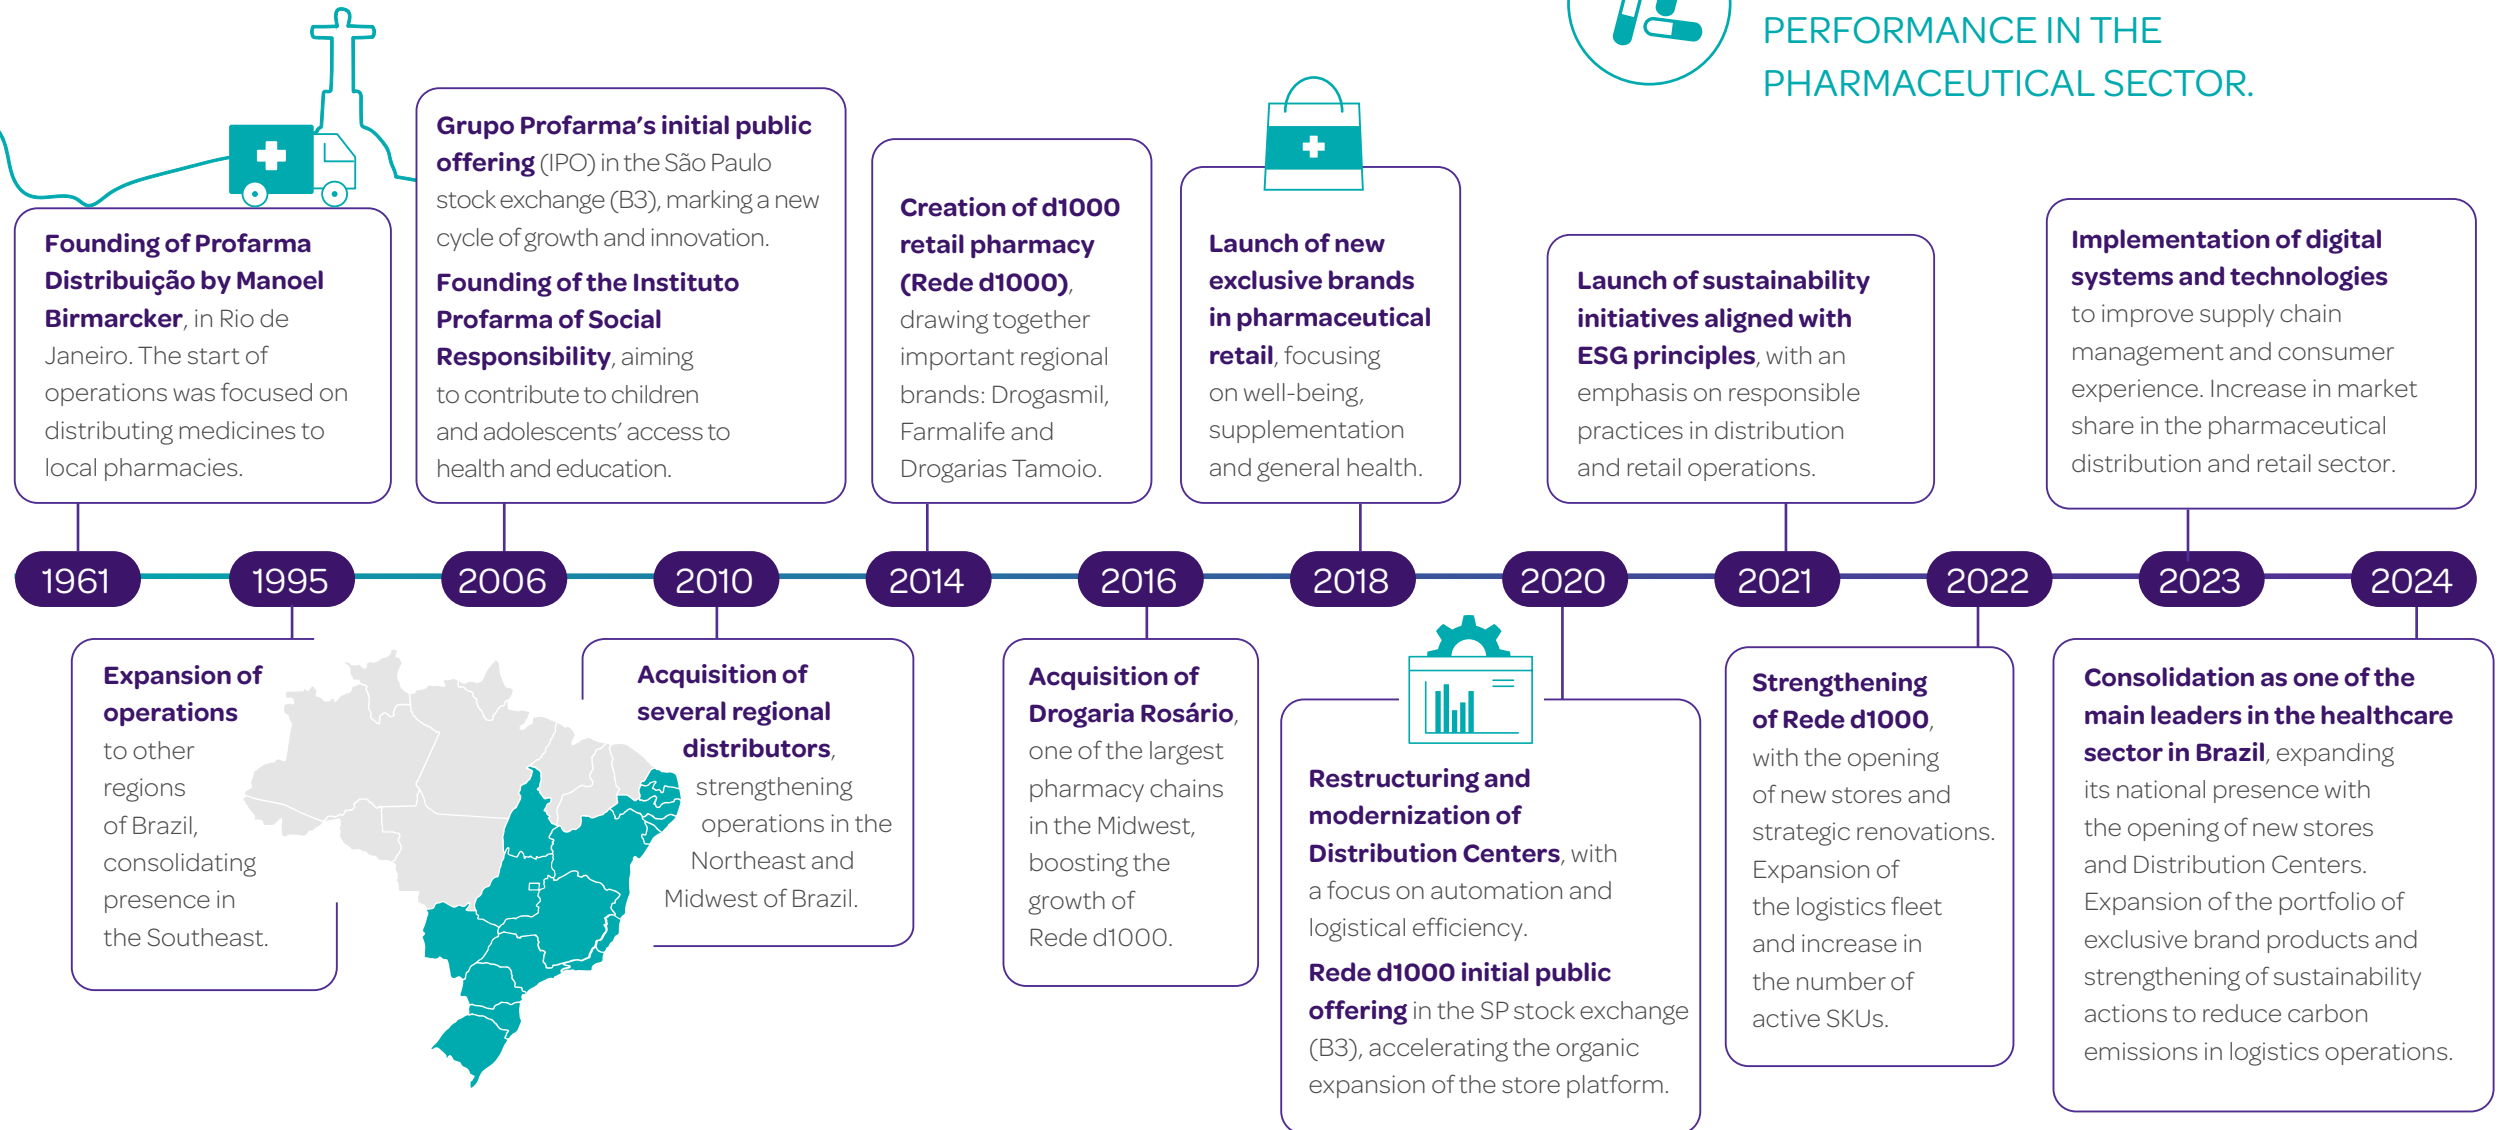 PERFORMANCE IN THE
PHARMACEUTICAL SECTOR.
Founding of Profarma
Distribuição by Manoel
Birmarcker, in Rio de
Janeiro. The start of
operations was focused on
distributing medicines to
local pharmacies.
Grupo Profarma's initial public
offering (IPO) in the São Paulo
stock exchange (B3), marking a new
cycle of growth and innovation.
Founding of the Instituto
Profarma of Social
Responsibility, aiming
to contribute to children
and adolescents' access to
health and education.
Creation of d1000
retail pharmacy
(Rede d1000),
drawing together
important regional
brands: Drogasmil,
Farmalife and
Drogarias Tamoio.
Launch of new
exclusive brands
in pharmaceutical
retail, focusing
on well-being,
supplementation
and general health.
Launch of sustainability
initiatives aligned with
ESG principles, with an
emphasis on responsible
practices in distribution
and retail operations.
Implementation of digital
systems and technologies
to improve supply chain
management and consumer
experience. Increase in market
share in the pharmaceutical
distribution and retail sector.
1961
1995
2006
2010
2014
2016
2018
2020
2021
2022
2023
2024
Expansion of
operations
to other
regions
of Brazil,
consolidating
presence in
the Southeast.
Acquisition of
several regional
distributors,
strengthening
operations in the
Northeast and
Midwest of Brazil.
Acquisition of
Drogaria Rosário,
one of the largest
pharmacy chains
in the Midwest,
boosting the
growth of
Rede d1000.
Restructuring and
modernization of
Distribution Centers, with
a focus on automation and
logistical efficiency.
Rede d1000 initial public
offering in the SP stock exchange
(B3), accelerating the organic
expansion of the store platform.
Strengthening
of Rede d1000,
with the opening
of new stores and
strategic renovations.
Expansion of
the logistics fleet
and increase in
the number of
active SKUs.
Consolidation as one of the
main leaders in the healthcare
sector in Brazil, expanding
its national presence with
the opening of new stores
and Distribution Centers.
Expansion of the portfolio of
exclusive brand products and
strengthening of sustainability
actions to reduce carbon
emissions in logistics operations.